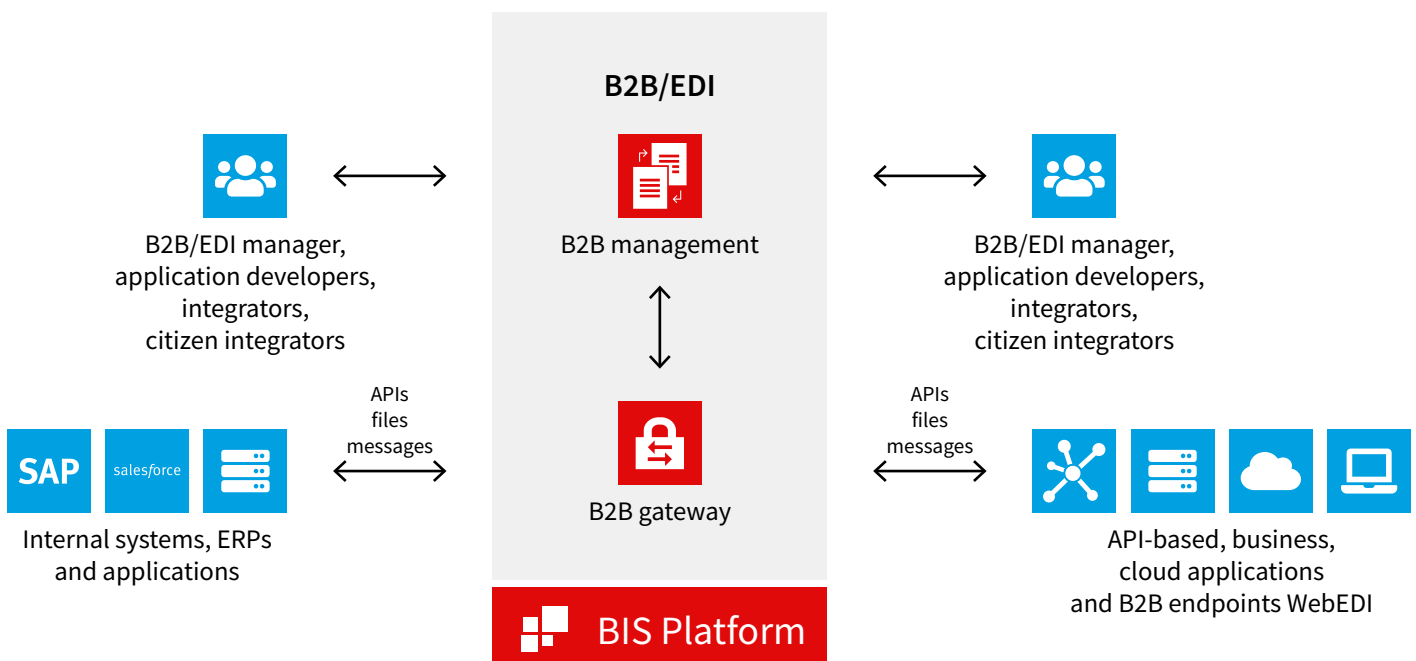 B2B/EDI
B2B/EDI manager,
application developers,
integrators,
citizen integrators
B2B management
B2B/EDI manager,
application developers,
integrators,
citizen integrators
APIs
files
messages
APIs
files
messages
SAP
salesforce
Internal systems, ERPs
and applications
B2B gateway
API-based, business,
cloud applications
and B2B endpoints WebEDI
BIS Platform